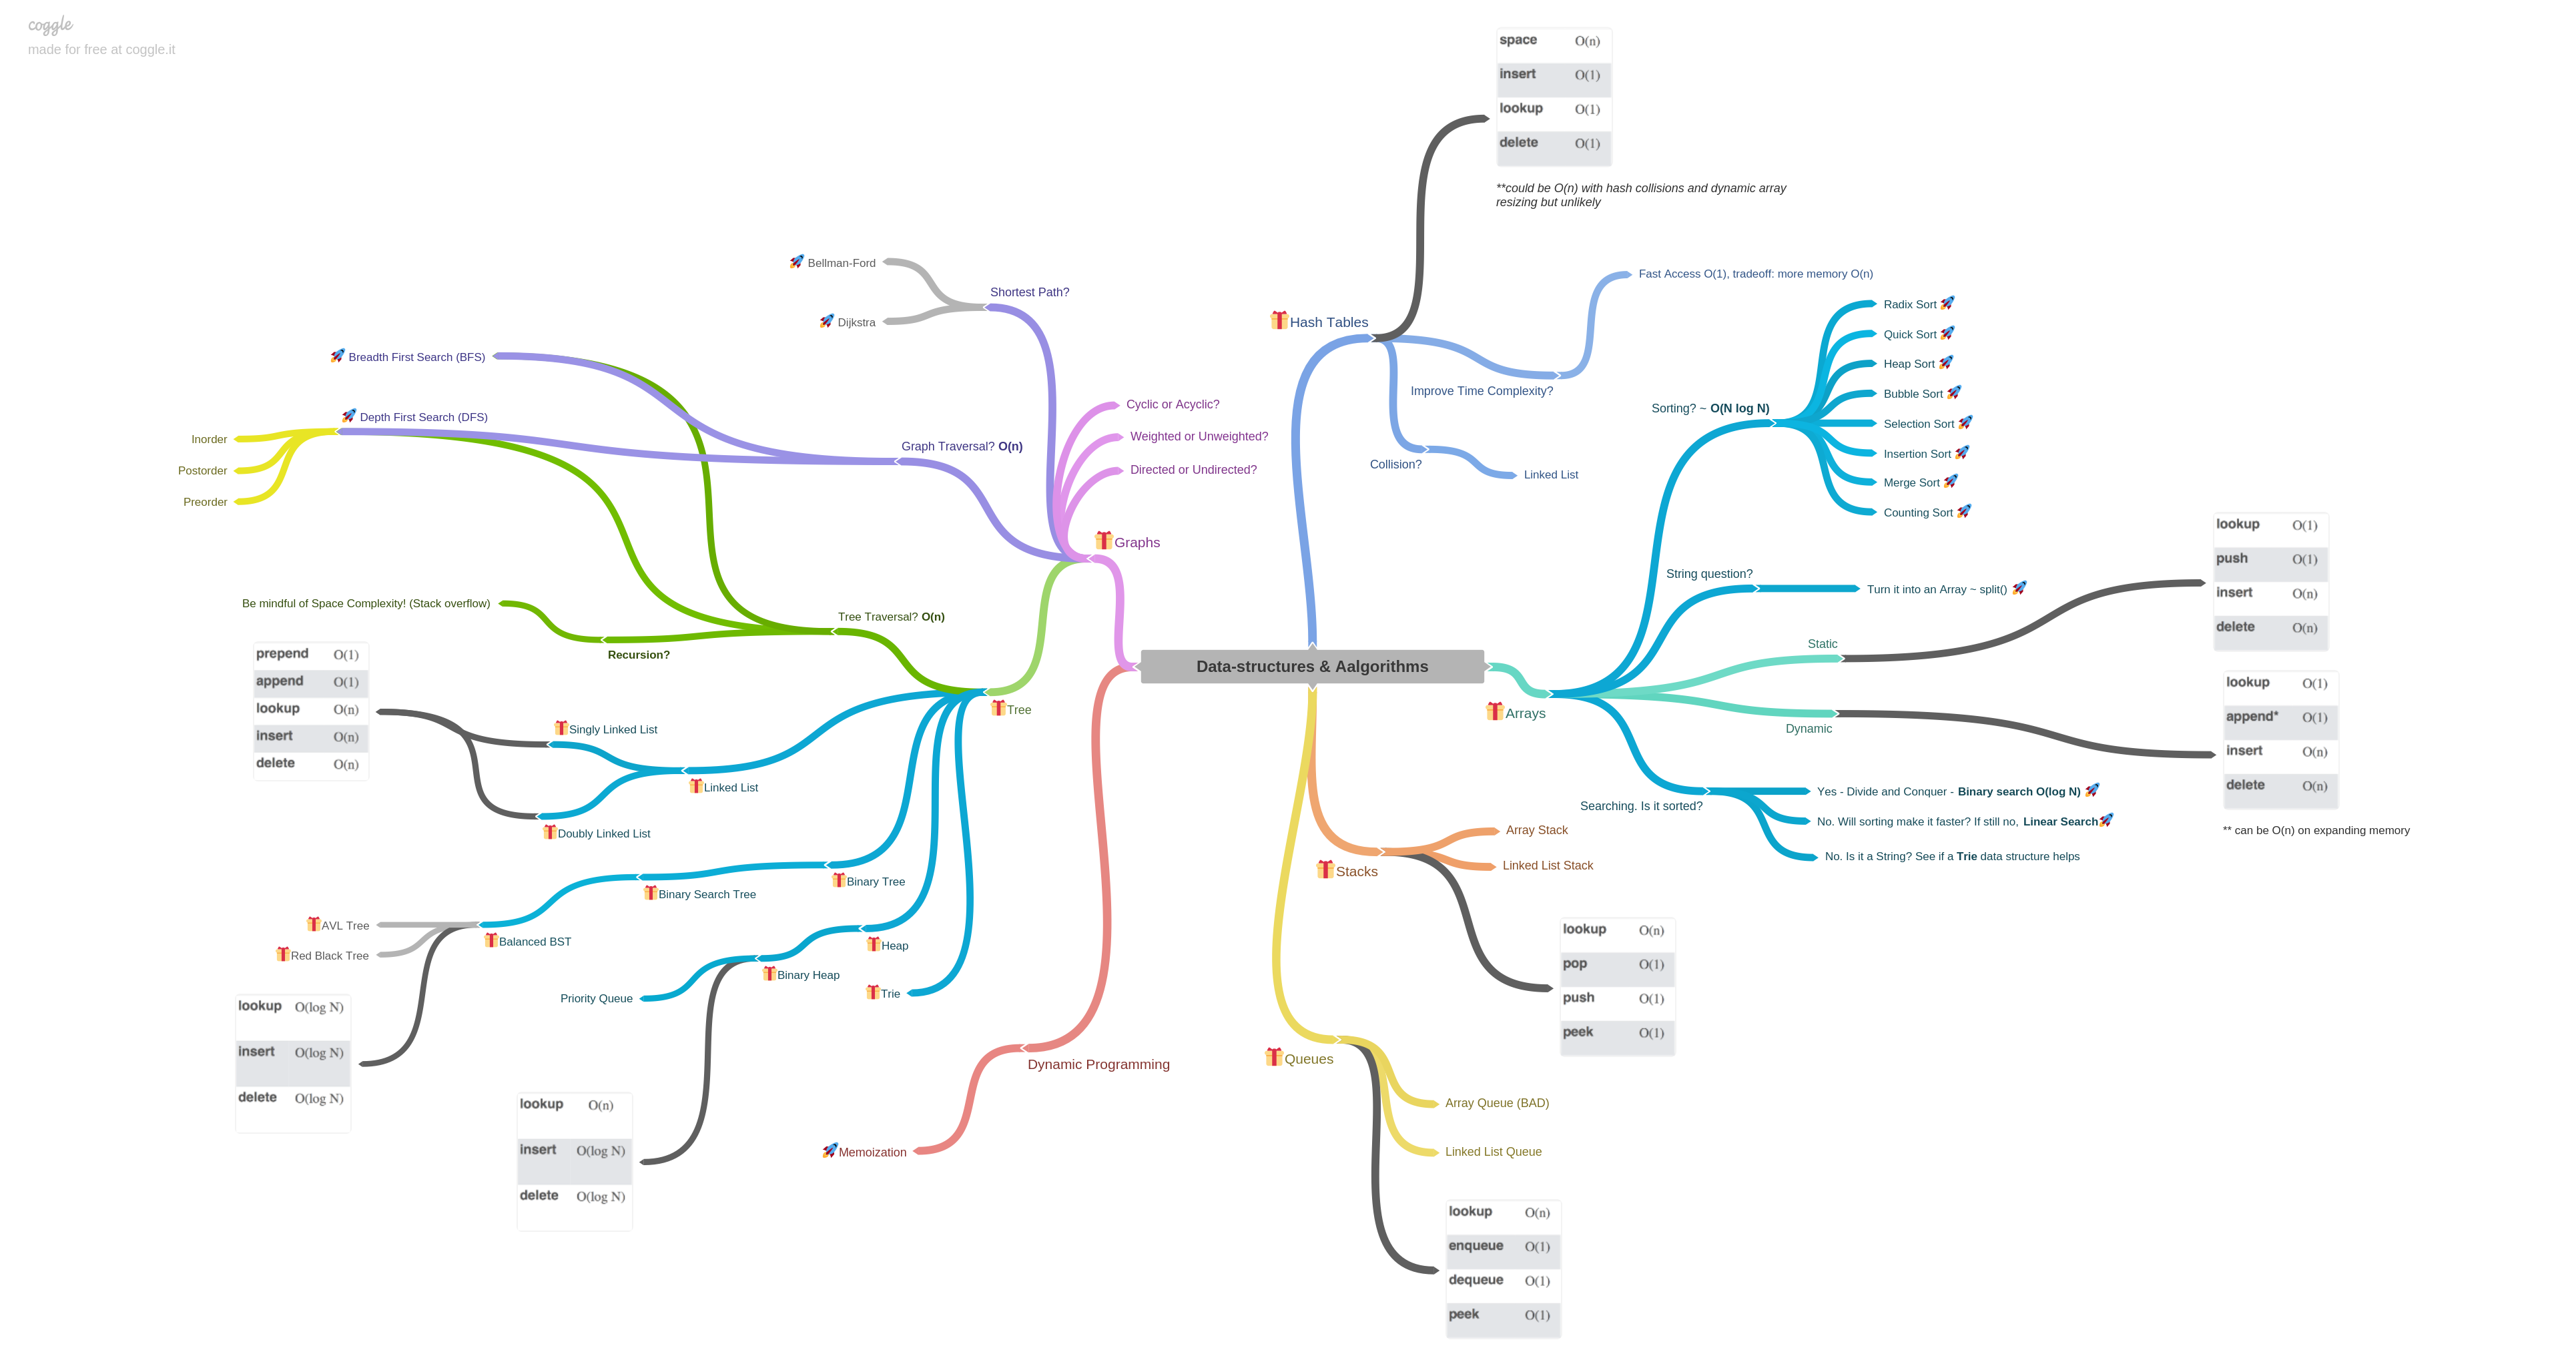 coggle
made for free at coggle.it
Data-structures & Aalgorithms
Hash Tables
space O(n)
insert O(1)
lookup O(1)
delete O(1)
**could be O(n) with hash collisions and dynamic array
resizing but unlikely
Improve Time Complexity?
Fast Access O(1), tradeoff: more memory O(n)
Collision?
Linked List
Arrays
Sorting? ~ O(N log N)
Radix Sort
Quick Sort
Heap Sort
Bubble Sort
Selection Sort
Insertion Sort
Merge Sort
Counting Sort
String question?
Turn it into an Array ~ split()
Static
lookup O(1)
push O(1)
insert O(n)
delete O(n)
Dynamic
lookup O(1)
append* O(1)
insert O(n)
delete O(n)
** can be O(n) on expanding memory
Searching. Is it sorted?
Yes - Divide and Conquer - Binary search O(log N)
No. Will sorting make it faster? If still no, Linear Search
No. Is it a String? See if a Trie data structure helps
Stacks
Array Stack
Linked List Stack
lookup O(n)
pop O(1)
push O(1)
peek O(1)
Queues
Array Queue (BAD)
Linked List Queue
lookup O(n)
enqueue O(1)
dequeue O(1)
peek O(1)
Graphs
Shortest Path?
Bellman-Ford
Dijkstra
Cyclic or Acyclic?
Weighted or Unweighted?
Directed or Undirected?
Graph Traversal? O(n)
Breadth First Search (BFS)
Depth First Search (DFS)
Inorder
Postorder
Preorder
Tree
Tree Traversal? O(n)
Recursion?
Be mindful of Space Complexity! (Stack overflow)
Linked List
Singly Linked List
Doubly Linked List
prepend O(1)
append O(1)
lookup O(n)
insert O(n)
delete O(n)
Binary Tree
Binary Search Tree
Balanced BST
AVL Tree
Red Black Tree
lookup O(log N)
insert O(log N)
delete O(log N)
Heap
Binary Heap
Priority Queue
lookup O(n)
insert O(log N)
delete O(log N)
Trie
Dynamic Programming
Memoization